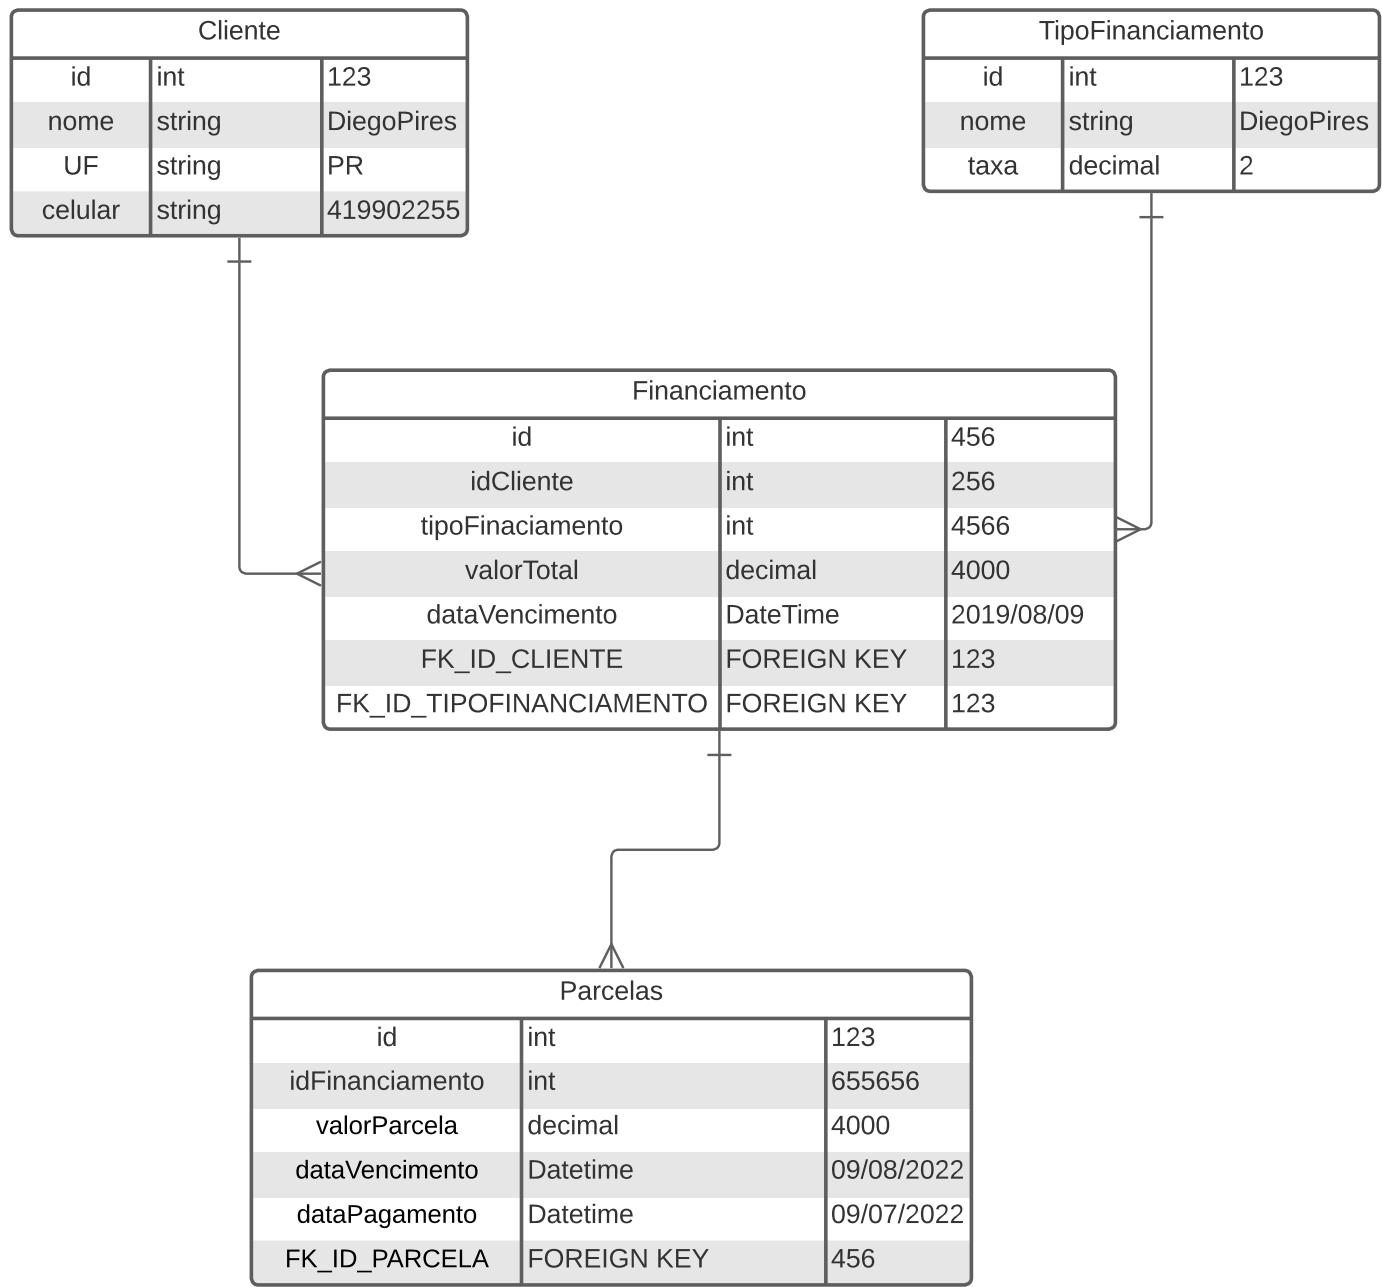 Cliente
id int 123
nome string DiegoPires
UF string PR
celular string 419902255
TipoFinanciamento
id int 123
nome string DiegoPires
taxa decimal 2
Financiamento
id int 456
idCliente int 256
tipoFinaciamento int 4566
valorTotal decimal 4000
dataVencimento DateTime 2019/08/09
FK_ID_CLIENTE FOREIGN KEY 123
FK_ID_TIPOFINANCIAMENTO FOREIGN KEY 123
Parcelas
id int 123
idFinanciamento int 655656
valorParcela decimal 4000
dataVencimento Datetime 09/08/2022
dataPagamento Datetime 09/07/2022
FK_ID_PARCELA FOREIGN KEY 456